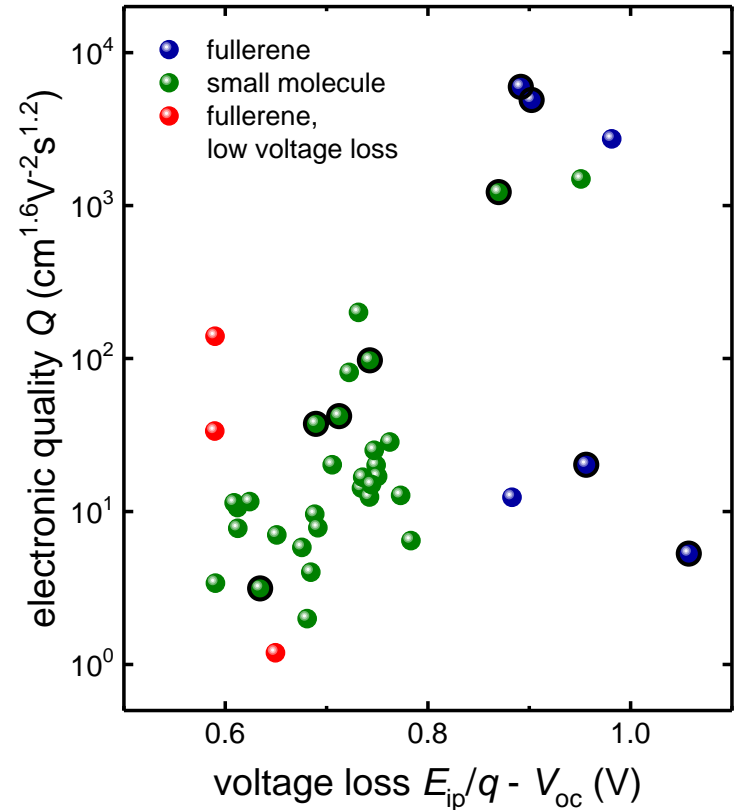 fullerene
small molecule
fullerene,
low voltage loss
electronic quality Q (cm^1.6V^-2s^1.2)
10^4
10^3
10^2
10^1
10^0
0.6 0.8 1.0
voltage loss E_ip/q - V_oc (V)